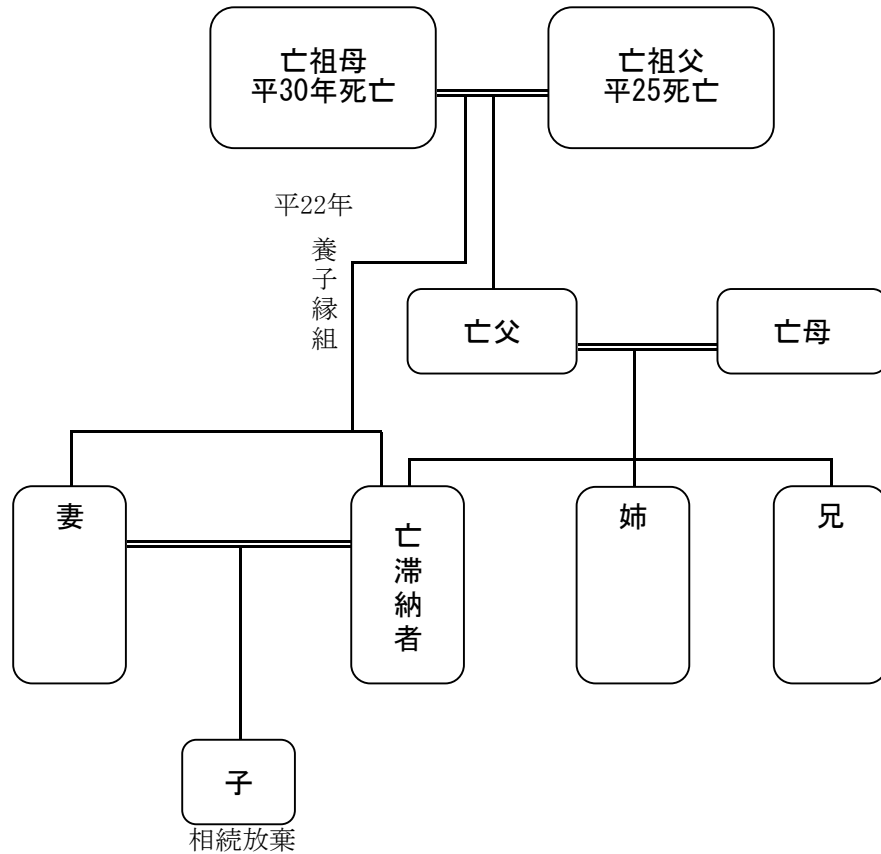 亡祖母
平30年死亡
亡祖父
平25死亡
平22年
養子縁組
亡父
亡母
妻
亡滞納者
姉
兄
子
相続放棄